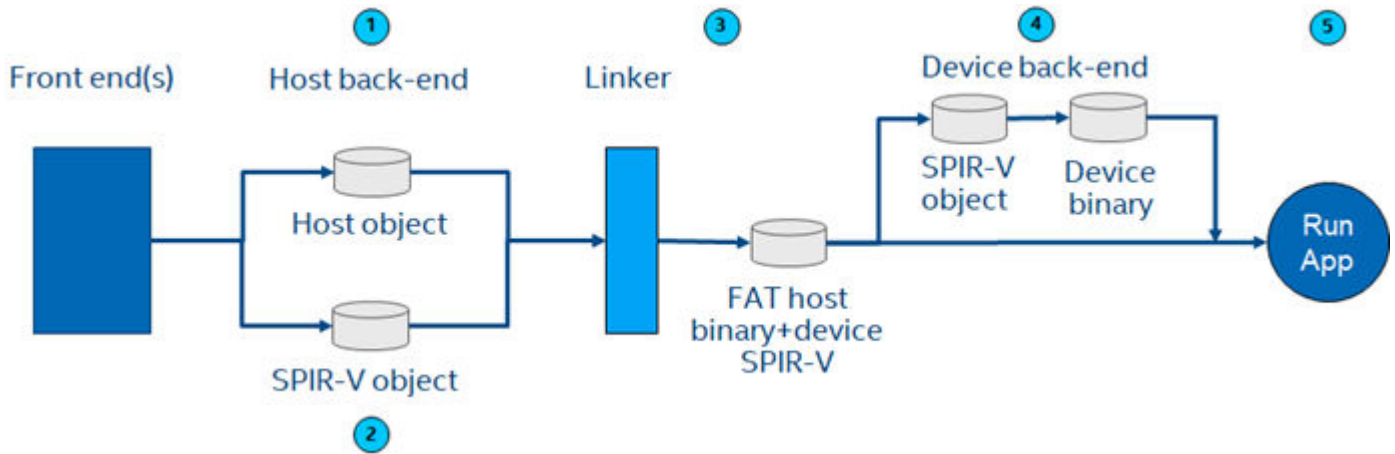 1
3
4
5
Front end(s)
Host back-end
Linker
Device back-end
SPIR-V
object
Device
binary
Host object
Run
App
FAT host
binary+device
SPIR-V
SPIR-V object
2